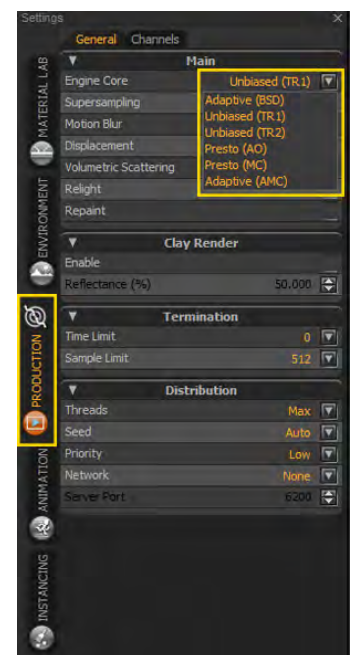 Settings
General Channels
Main
Engine Core Unbiased (TR1)
Supersampling
Adaptive (BSD)
Unbiased (TR1)
Unbiased (TR2)
Presto (AO)
Presto (MC)
Adaptive (AMC)
Motion Blur
Displacement
Volumetric Scattering
Relight
Repaint
Clay Render
Enable
Reflectance (%) 50.000
Termination
Time Limit 0
Sample Limit 512
Distribution
Threads Max
Seed Auto
Priority Low
Network None
Server Port 6200
MATERIAL LAB
ENVIRONMENT
PRODUCTION
ANIMATION
INSTANCING